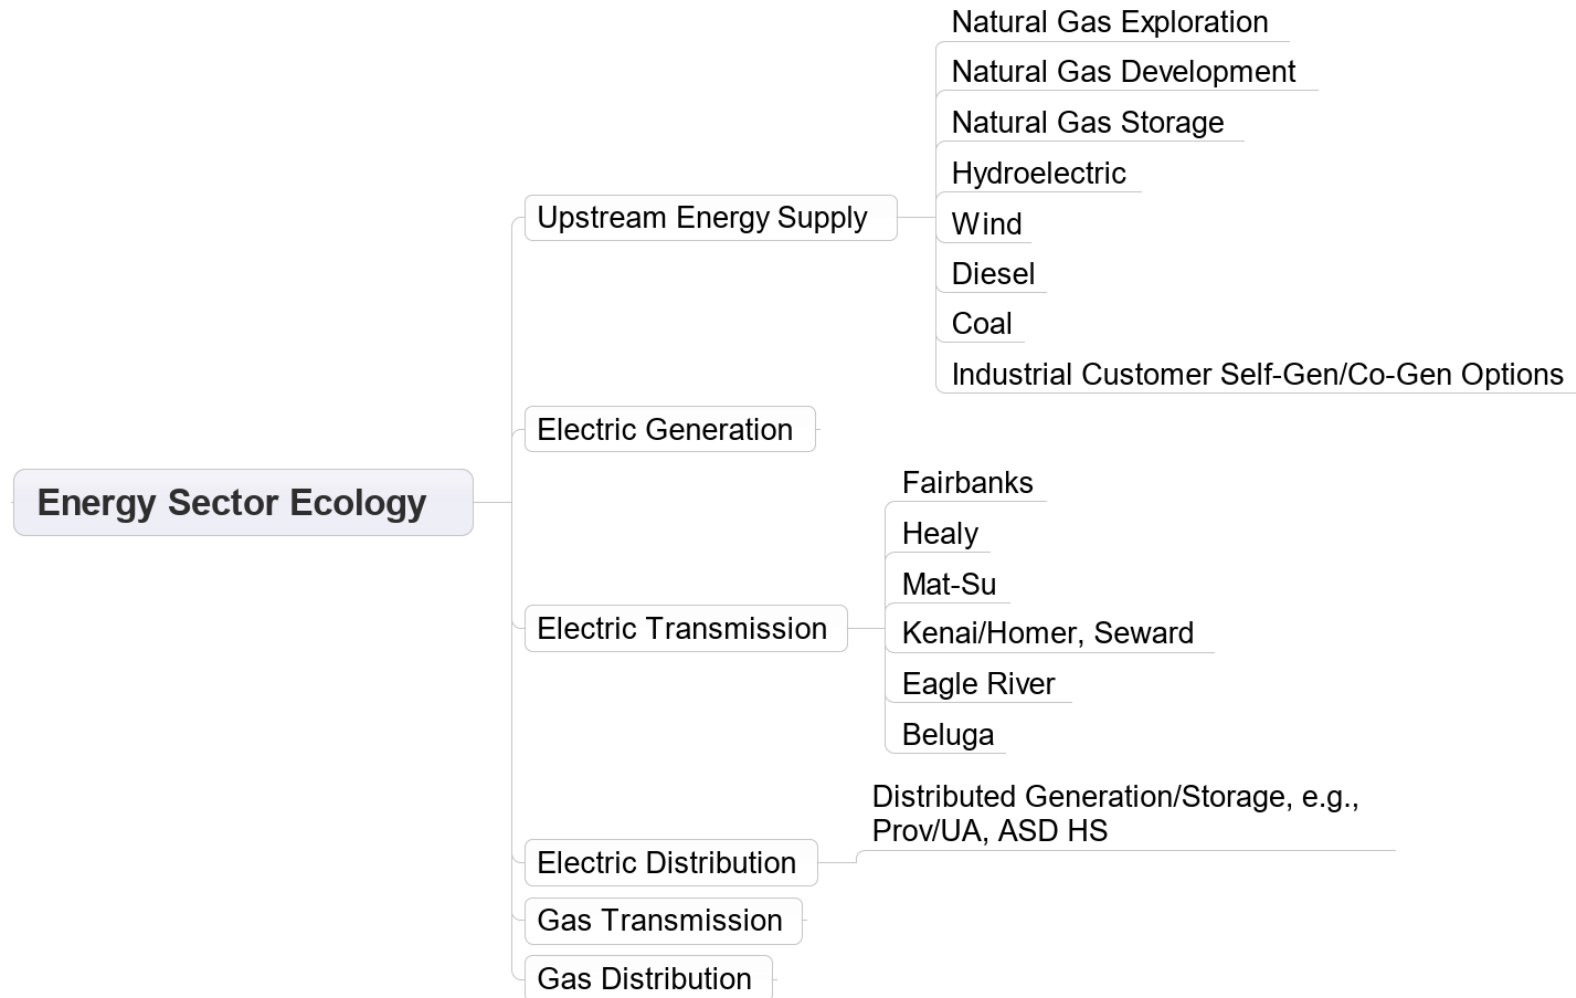 Energy Sector Ecology
Upstream Energy Supply
Natural Gas Exploration
Natural Gas Development
Natural Gas Storage
Hydroelectric
Wind
Diesel
Coal
Industrial Customer Self-Gen/Co-Gen Options
Electric Generation
Electric Transmission
Fairbanks
Healy
Mat-Su
Kenai/Homer, Seward
Eagle River
Beluga
Electric Distribution
Distributed Generation/Storage, e.g.,
Prov/UA, ASD HS
Gas Transmission
Gas Distribution